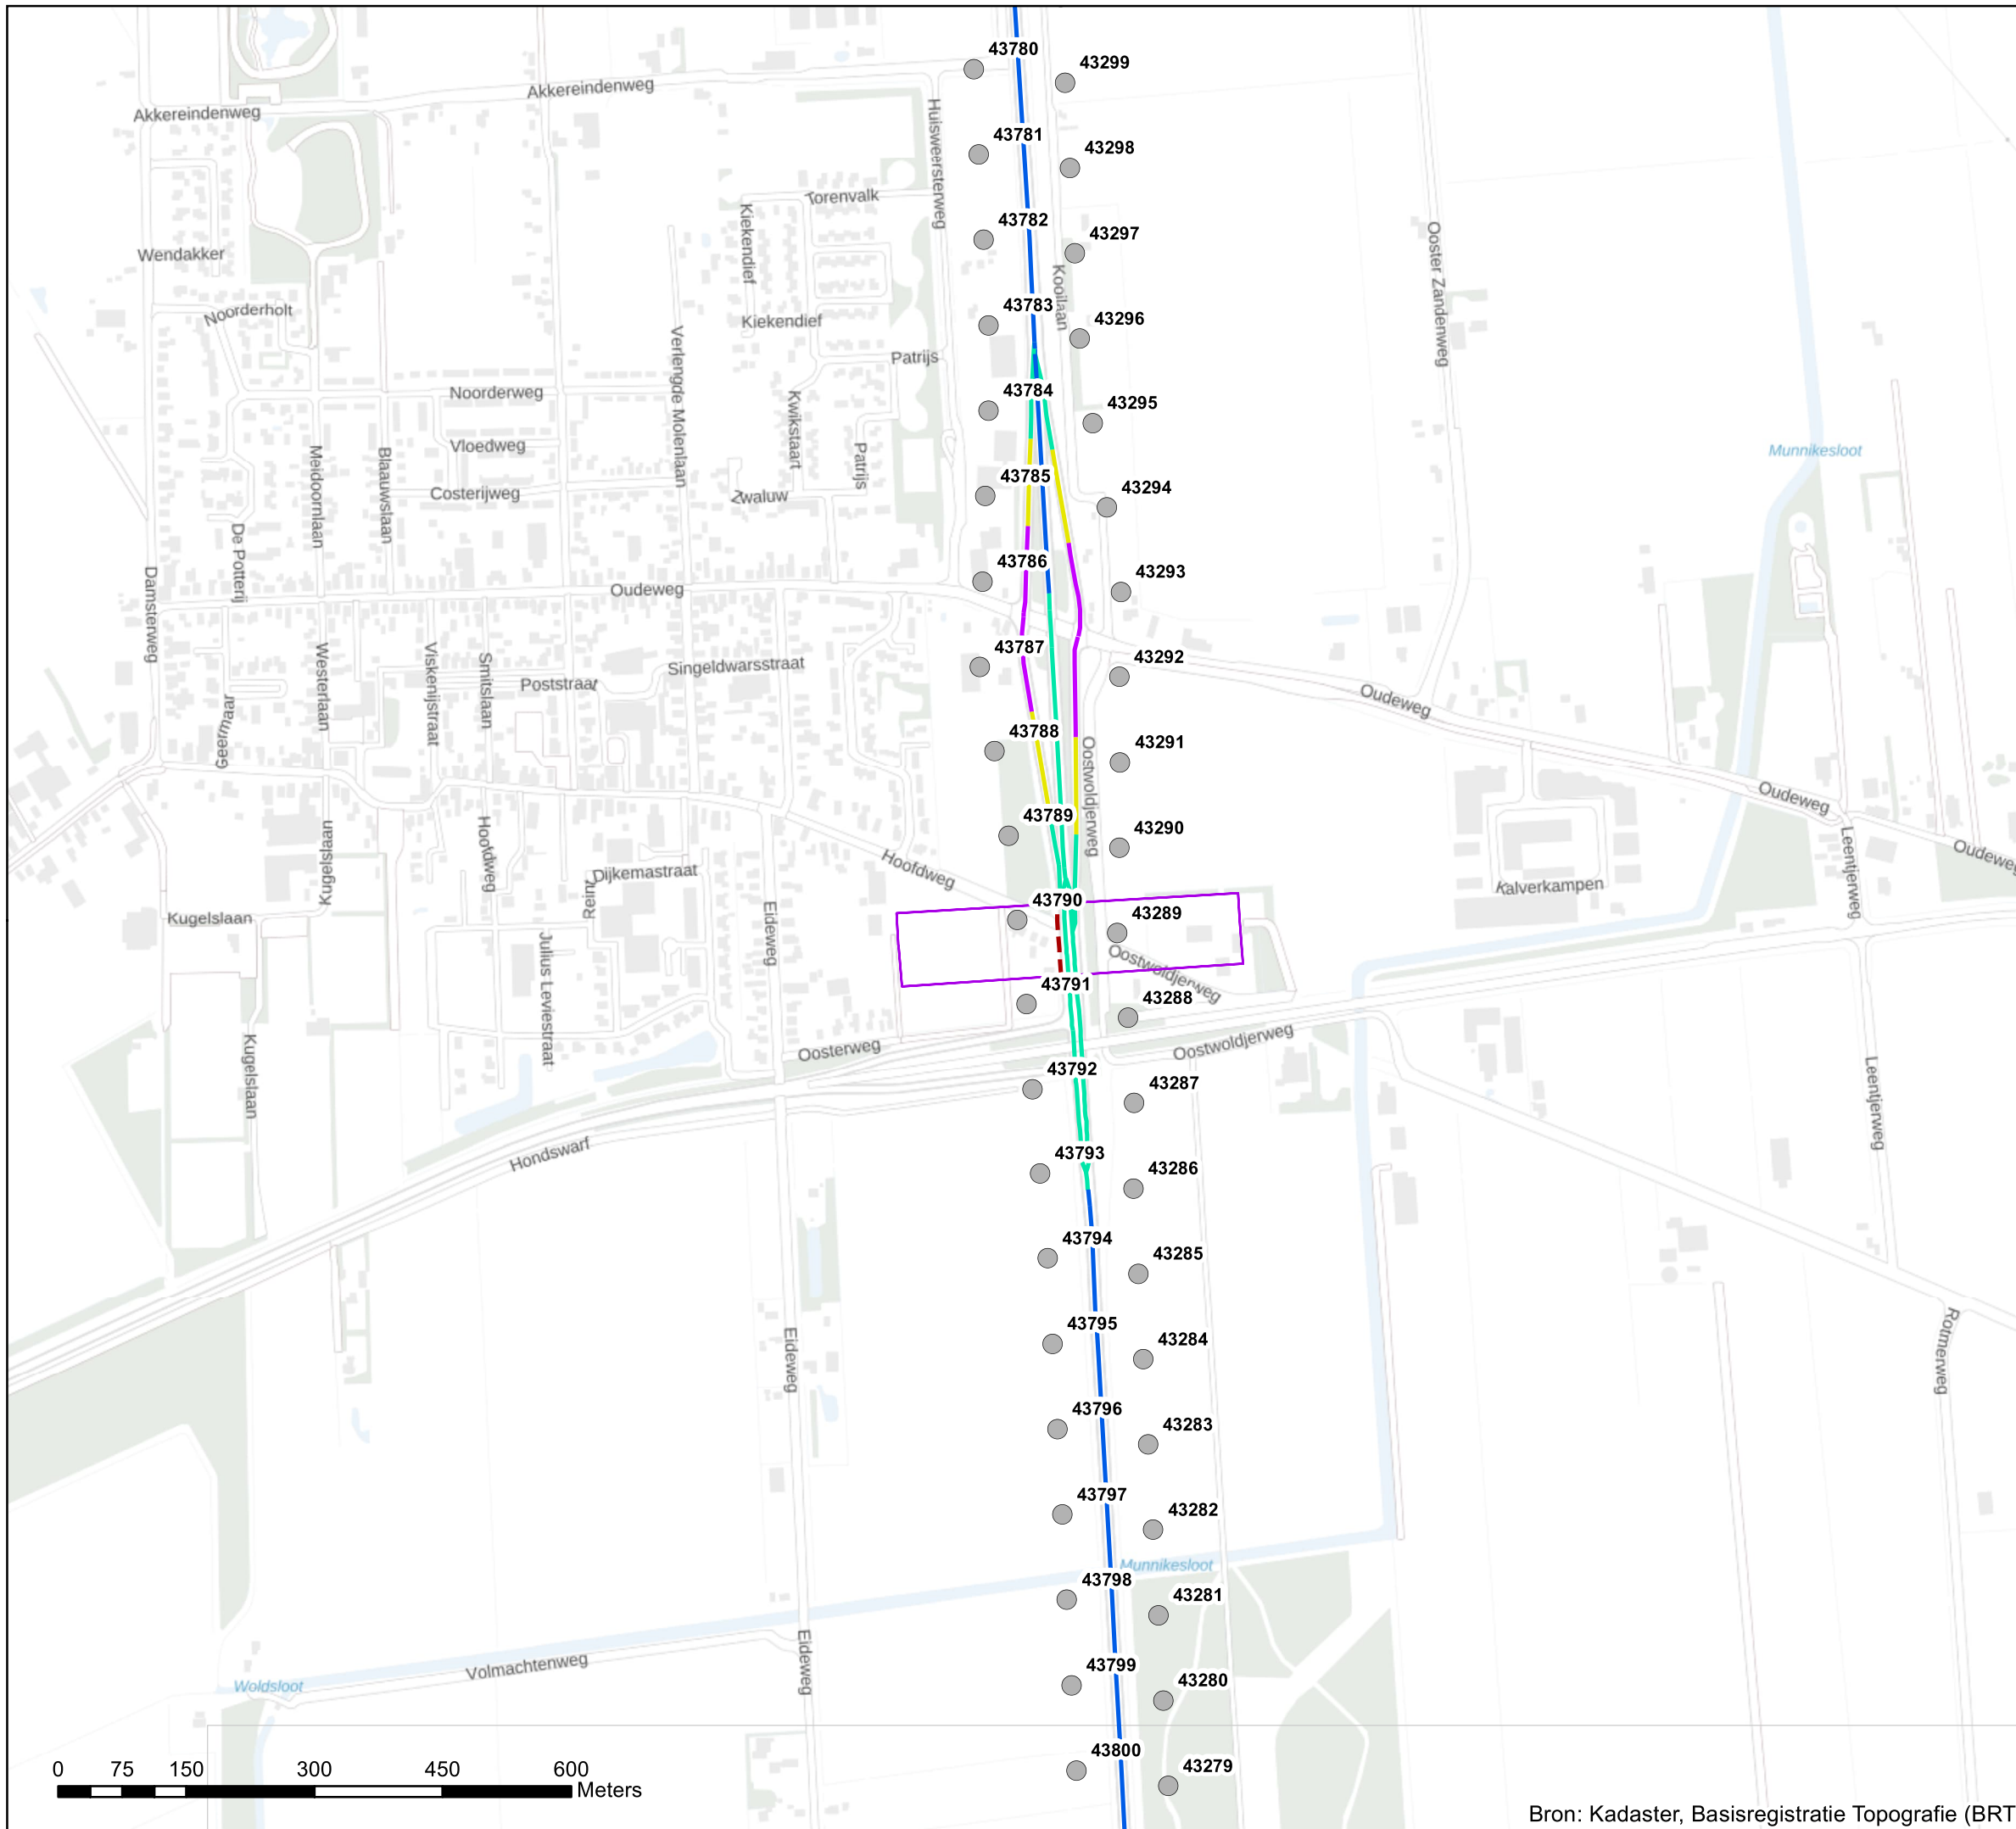 43780
43299
Akkereindenweg
Akkereindenweg
Huisweersterweg
43781
43298
Torenvalk
Kiekendief
43782
43297
Wendakker
Ooster Zandenweg
Kooilaan
Noorderholt
43783
43296
Kiekendief
Verlengde Molenlaan
Patrijs
43784
43295
Noorderweg
Kwikstaart
Meidoornlaan
Blaauwslaan
Vloedweg
Patrijs
Munnikesloot
43785
43294
Costerijweg
Zwaluw
De Potterij
43786
43293
Damsterweg
Oudeweg
43787
43292
Westerlaan
Viskenijstraat
Smitslaan
Poststraat
Singeldwarsstraat
Oudeweg
Geermaar
43788
43291
Oostwoldjerweg
Oudeweg
43789
43290
Kugelslaan
Hoofdweg
Hoofdweg
Dijkemastraat
Leentjerweg
Oudeweg
Kalverkampen
43790
43289
Kugelslaan
Eideweg
Julius Leviestraat
Oostwoldjerweg
43791
43288
Kugelslaan
Oosterweg
Oostwoldjerweg
43792
43287
Leentjerweg
Hondswarf
43793
43286
43794
43285
43795
43284
Eideweg
Rotmerweg
43796
43283
43797
43282
Munnikesloot
43798
43281
Eideweg
Volmachtenweg
43799
43280
Woldsloot
43800
43279
0 75 150 300 450 600
Meters
Bron: Kadaster, Basisregistratie Topografie (BRT